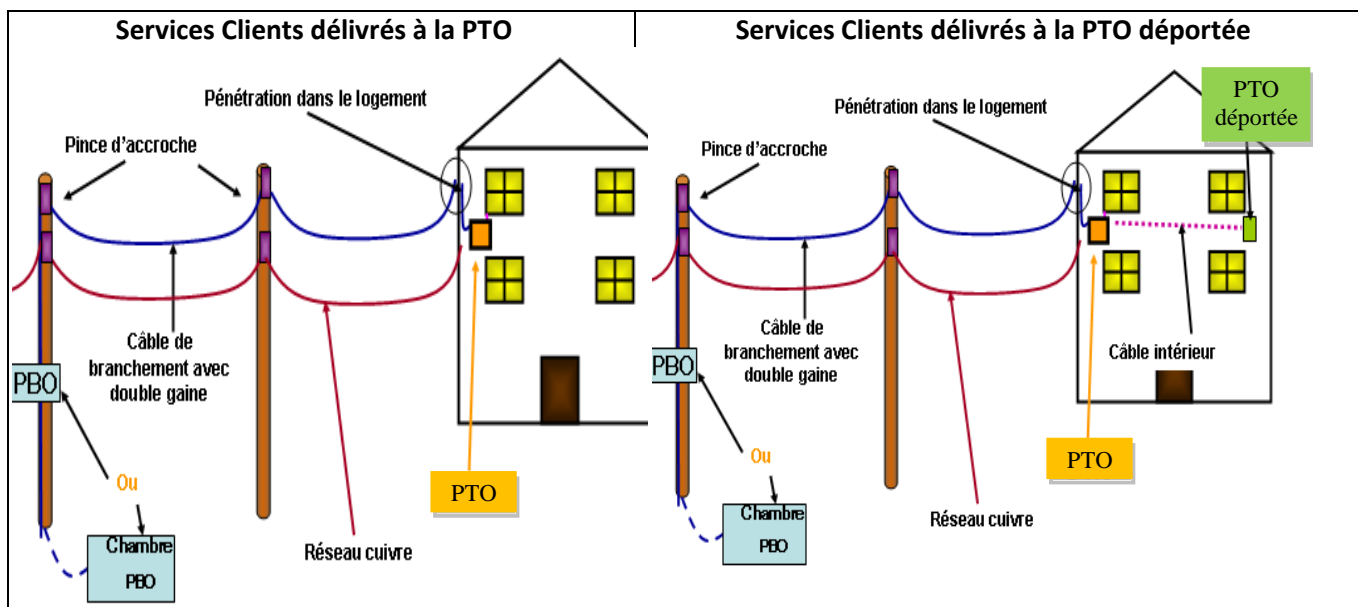 Services Clients délivrés à la PTO
Pénétration dans le logement
Pince d'accroche
Câble de
branchement avec
double gaine
PBO
Ou
Chambre
PBO
PTO
Réseau cuivre
Services Clients délivrés à la PTO déportée
PTO
déportée
Pénétration dans le logement
Pince d'accroche
Câble de
branchement avec
double gaine
Câble intérieur
PBO
Ou
Chambre
PBO
PTO
Réseau cuivre